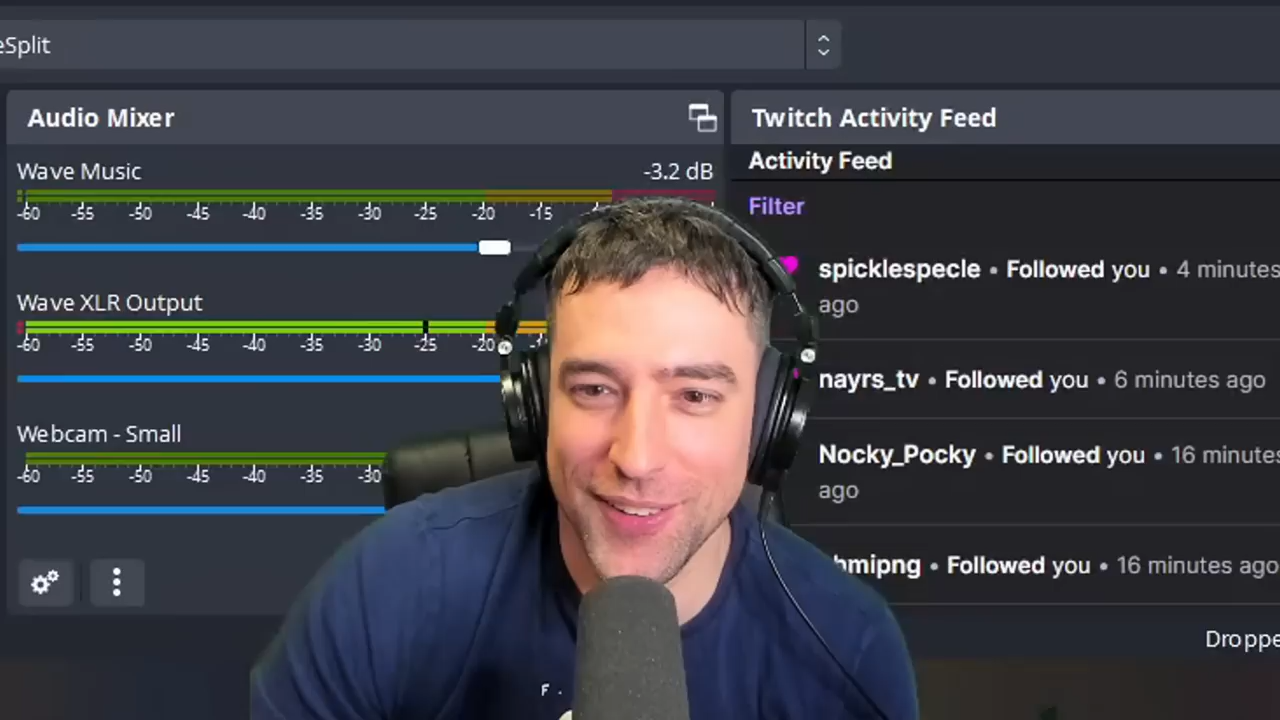 eSplit
Audio Mixer
Twitch Activity Feed
Activity Feed
Wave Music -3.2 dB
-60 -55 -50 -45 -40 -35 -30 -25 -20 -15
Filter
spicklespecle • Followed you • 4 minutes
ago
Wave XLR Output
-60 -55 -50 -45 -40 -35 -30 -25 -20
nayrs_tv • Followed you • 6 minutes ago
Webcam - Small
-60 -55 -50 -45 -40 -35 -30
Nocky_Pocky • Followed you • 16 minutes
ago
hmipng • Followed you • 16 minutes ago
Droppe
F.